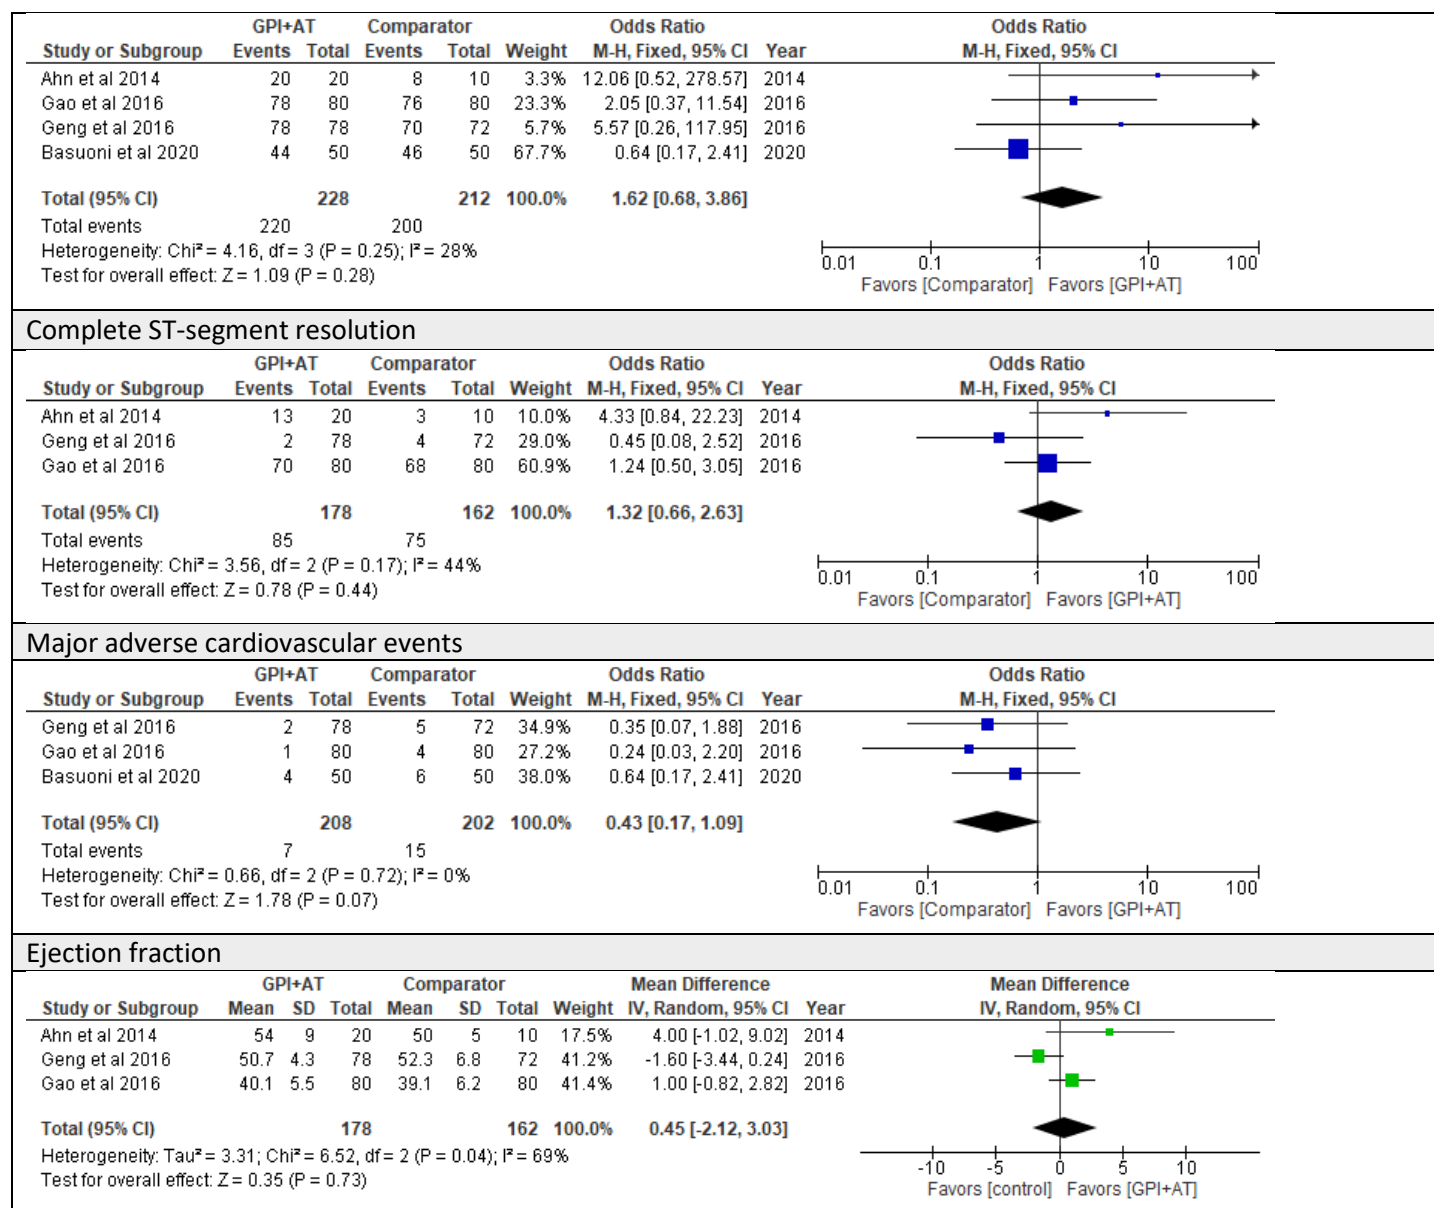 GPI+AT Comparator Odds Ratio Odds Ratio
Study or Subgroup Events Total Events Total Weight M-H, Fixed, 95% CI Year M-H, Fixed, 95% CI
Ahn et al 2014 20 20 8 10 3.3% 12.06 [0.52, 278.57] 2014
Gao et al 2016 78 80 76 80 23.3% 2.05 [0.37, 11.54] 2016
Geng et al 2016 78 78 70 72 5.7% 5.57 [0.26, 117.95] 2016
Basuoni et al 2020 44 50 46 50 67.7% 0.64 [0.17, 2.41] 2020
Total (95% CI) 228 212 100.0% 1.62 [0.68, 3.86]
Total events 220 200
Heterogeneity: Chi² = 4.16, df = 3 (P = 0.25); I² = 28%
Test for overall effect: Z = 1.09 (P = 0.28)
0.01 0.1 1 10 100
Favors [Comparator] Favors [GPI+AT]
Complete ST-segment resolution
GPI+AT Comparator Odds Ratio Odds Ratio
Study or Subgroup Events Total Events Total Weight M-H, Fixed, 95% CI Year M-H, Fixed, 95% CI
Ahn et al 2014 13 20 3 10 10.0% 4.33 [0.84, 22.23] 2014
Geng et al 2016 2 78 4 72 29.0% 0.45 [0.08, 2.52] 2016
Gao et al 2016 70 80 68 80 60.9% 1.24 [0.50, 3.05] 2016
Total (95% CI) 178 162 100.0% 1.32 [0.66, 2.63]
Total events 85 75
Heterogeneity: Chi² = 3.56, df = 2 (P = 0.17); I² = 44%
Test for overall effect: Z = 0.78 (P = 0.44)
0.01 0.1 1 10 100
Favors [Comparator] Favors [GPI+AT]
Major adverse cardiovascular events
GPI+AT Comparator Odds Ratio Odds Ratio
Study or Subgroup Events Total Events Total Weight M-H, Fixed, 95% CI Year M-H, Fixed, 95% CI
Geng et al 2016 2 78 5 72 34.9% 0.35 [0.07, 1.88] 2016
Gao et al 2016 1 80 4 80 27.2% 0.24 [0.03, 2.20] 2016
Basuoni et al 2020 4 50 6 50 38.0% 0.64 [0.17, 2.41] 2020
Total (95% CI) 208 202 100.0% 0.43 [0.17, 1.09]
Total events 7 15
Heterogeneity: Chi² = 0.66, df = 2 (P = 0.72); I² = 0%
Test for overall effect: Z = 1.78 (P = 0.07)
0.01 0.1 1 10 100
Favors [Comparator] Favors [GPI+AT]
Ejection fraction
GPI+AT Comparator Mean Difference Mean Difference
Study or Subgroup Mean SD Total Mean SD Total Weight IV, Random, 95% CI Year IV, Random, 95% CI
Ahn et al 2014 54 9 20 50 5 10 17.5% 4.00 [-1.02, 9.02] 2014
Geng et al 2016 50.7 4.3 78 52.3 6.8 72 41.2% -1.60 [-3.44, 0.24] 2016
Gao et al 2016 40.1 5.5 80 39.1 6.2 80 41.4% 1.00 [-0.82, 2.82] 2016
Total (95% CI) 178 162 100.0% 0.45 [-2.12, 3.03]
Heterogeneity: Tau² = 3.31; Chi² = 6.52, df = 2 (P = 0.04); I² = 69%
Test for overall effect: Z = 0.35 (P = 0.73)
-10 -5 0 5 10
Favors [control] Favors [GPI+AT]